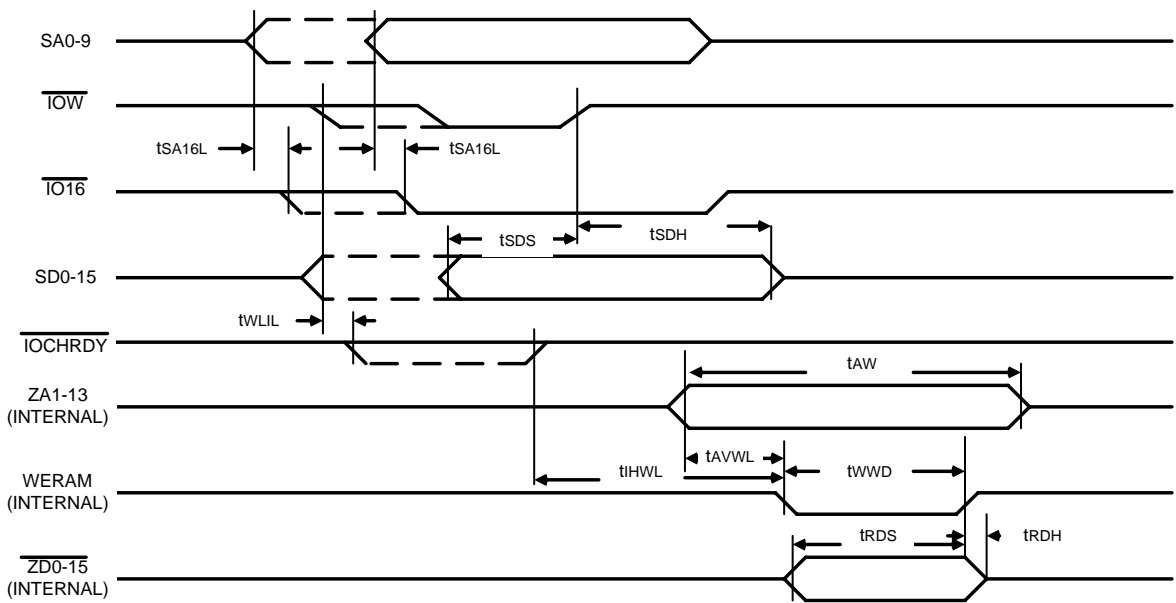 SA0-9
IOW
tSA16L
tSA16L
IO16
tSDS
tSDH
SD0-15
tWLIL
IOCHRDY
tAW
ZA1-13
(INTERNAL)
tAVWL
tIHWL
tWWD
WERAM
(INTERNAL)
tRDS
tRDH
ZD0-15
(INTERNAL)